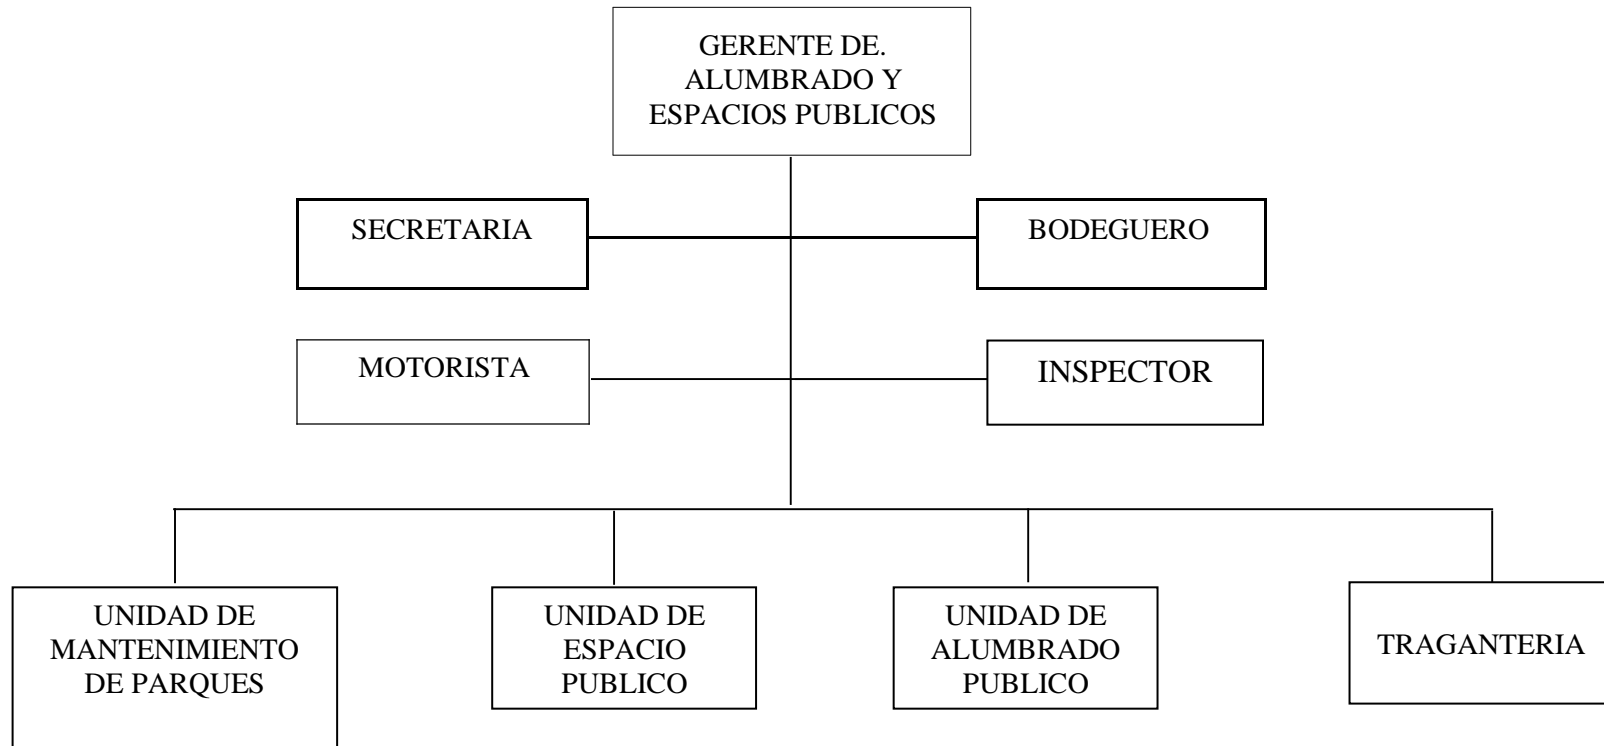 GERENTE DE.
ALUMBRADO Y
ESPACIOS PUBLICOS
SECRETARIA
BODEGUERO
MOTORISTA
INSPECTOR
UNIDAD DE
MANTENIMIENTO
DE PARQUES
UNIDAD DE
ESPACIO
PUBLICO
UNIDAD DE
ALUMBRADO
PUBLICO
TRAGANTERIA